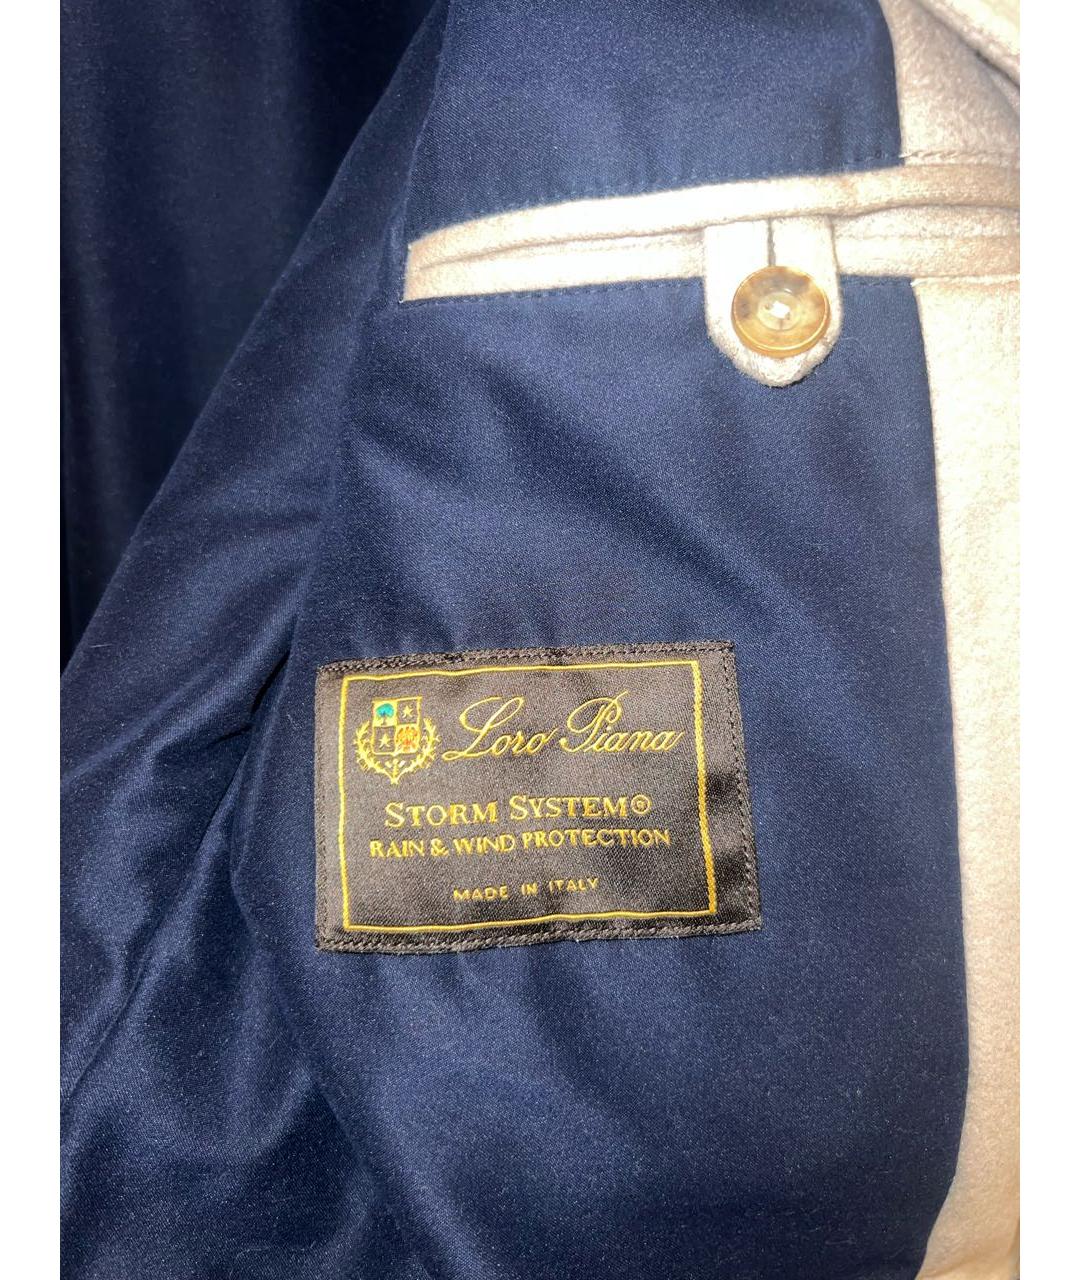 Loro Piana
STORM SYSTEM®
RAIN & WIND PROTECTION
MADE IN ITALY